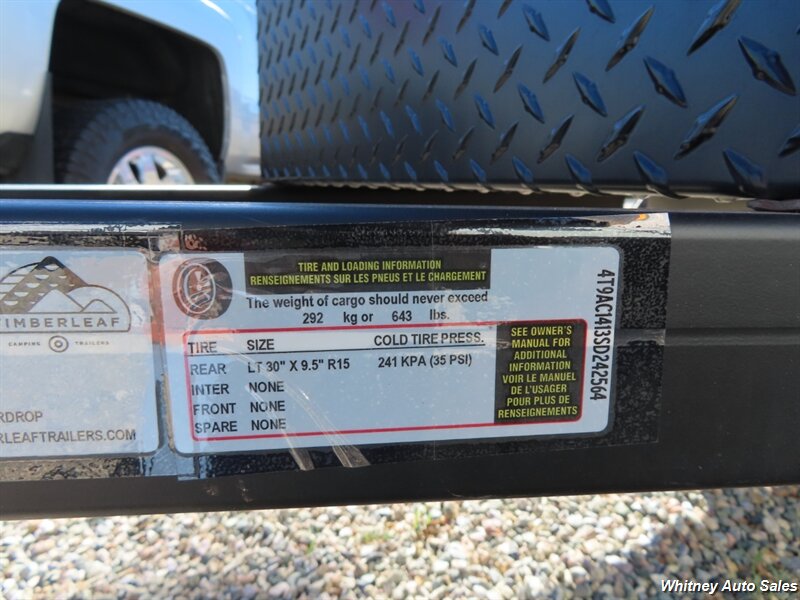 TIMBERLEAF
CAMPING TRAILERS
RDROP
RLEAFTRAILERS.COM
TIRE AND LOADING INFORMATION
RENSEIGNEMENTS SUR LES PNEUS ET LE CHARGEMENT
The weight of cargo should never exceed
292 kg or 643 lbs.
TIRE SIZE COLD TIRE PRESS.
REAR LT 30" X 9.5" R15 241 KPA (35 PSI)
INTER NONE
FRONT NONE
SPARE NONE
SEE OWNER'S
MANUAL FOR
ADDITIONAL
INFORMATION
VOIR LE MANUEL
DE L'USAGER
POUR PLUS DE
RENSEIGNEMENTS
4T9AC1413SD242564
Whitney Auto Sales